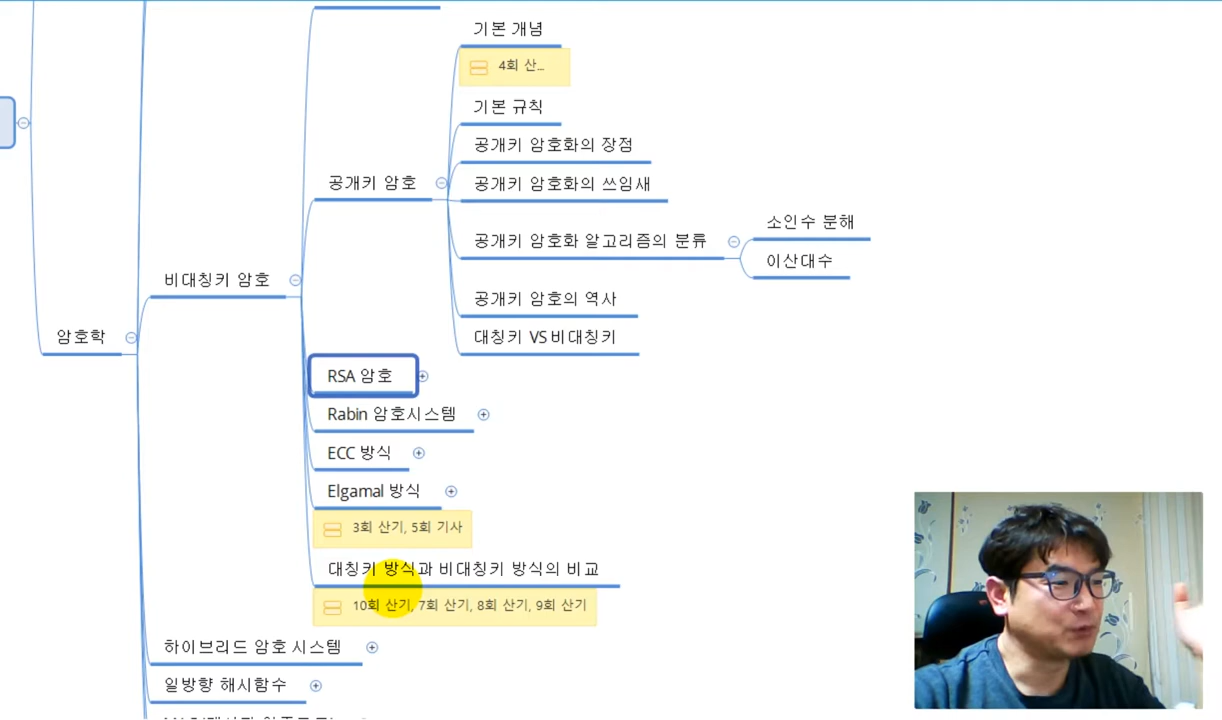 기본 개념
4회 산...
기본 규칙
공개키 암호화의 장점
공개키 암호
공개키 암호화의 쓰임새
소인수 분해
공개키 암호화 알고리즘의 분류
이산대수
비대칭키 암호
공개키 암호의 역사
암호학
대칭키 VS 비대칭키
RSA 암호
Rabin 암호시스템
ECC 방식
Elgamal 방식
3회 산기, 5회 기사
대칭키 방식과 비대칭키 방식의 비교
10회 산기, 7회 산기, 8회 산기, 9회 산기
하이브리드 암호 시스템
일방향 해시함수